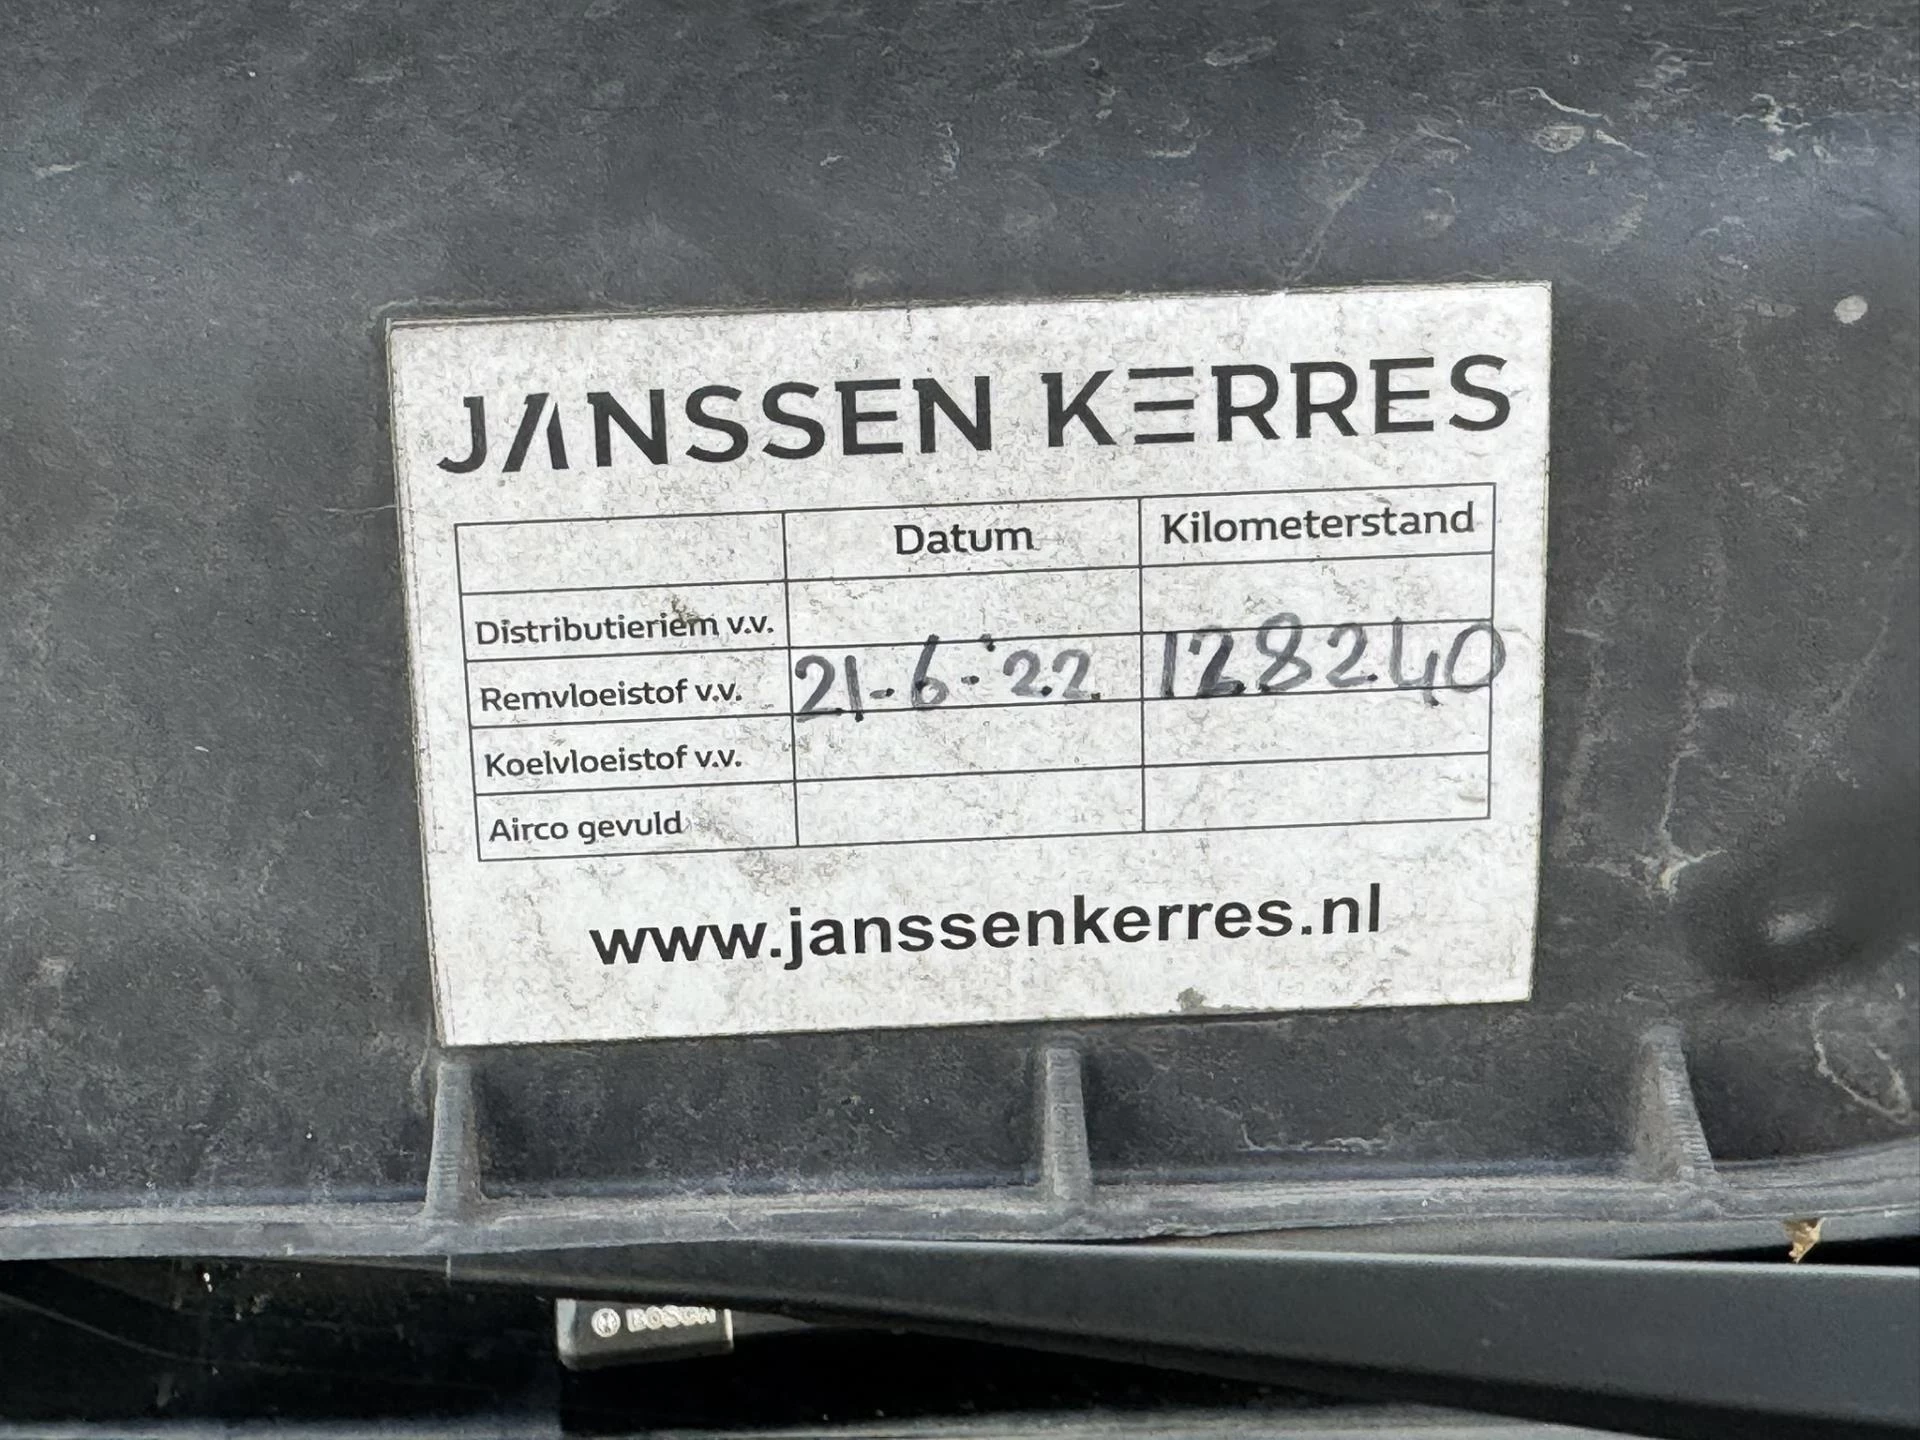 JANSSEN KERRES
Datum Kilometerstand
Distributieriem v.v.
Remvloeistof v.v. 21-6-'22 128240
Koelvloeistof v.v.
Airco gevuld
www.janssenkerres.nl
BOSCH